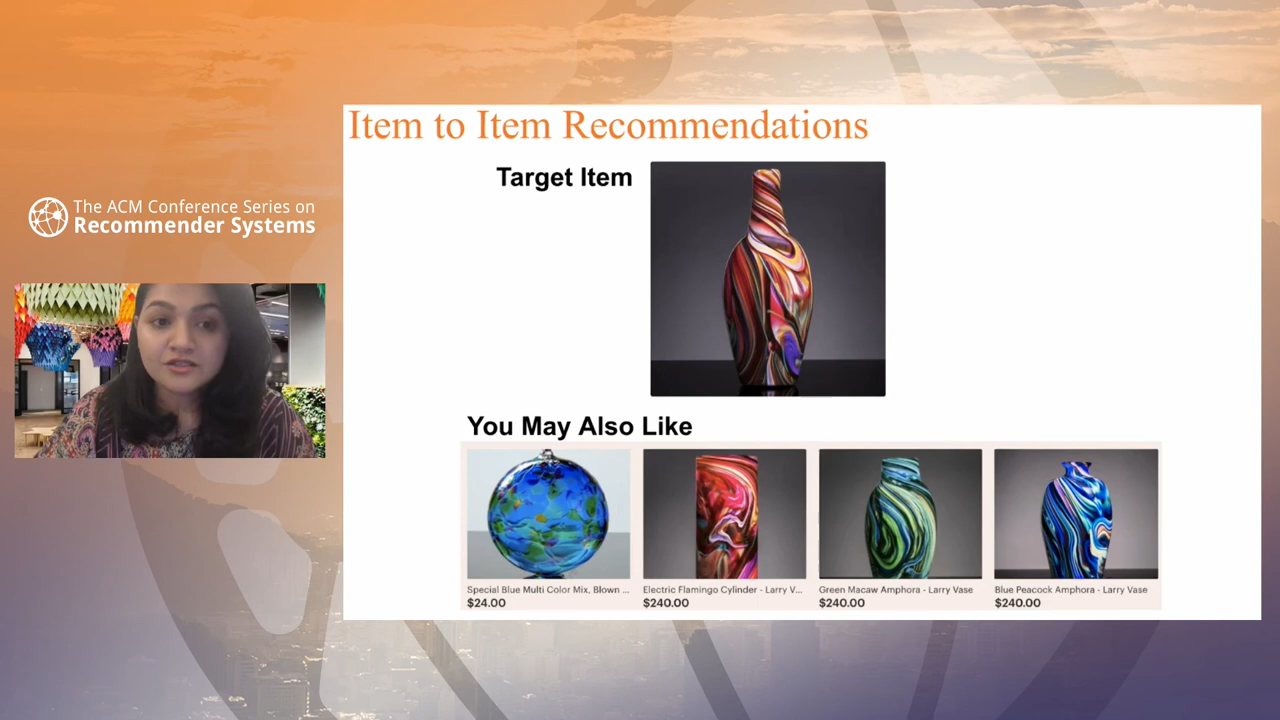 The ACM Conference Series on
Recommender Systems
Item to Item Recommendations
Target Item
You May Also Like
Special Blue Multi Color Mix, Blown ...
$24.00
Electric Flamingo Cylinder - Larry V...
$240.00
Green Macaw Amphora - Larry Vase
$240.00
Blue Peacock Amphora - Larry Vase
$240.00